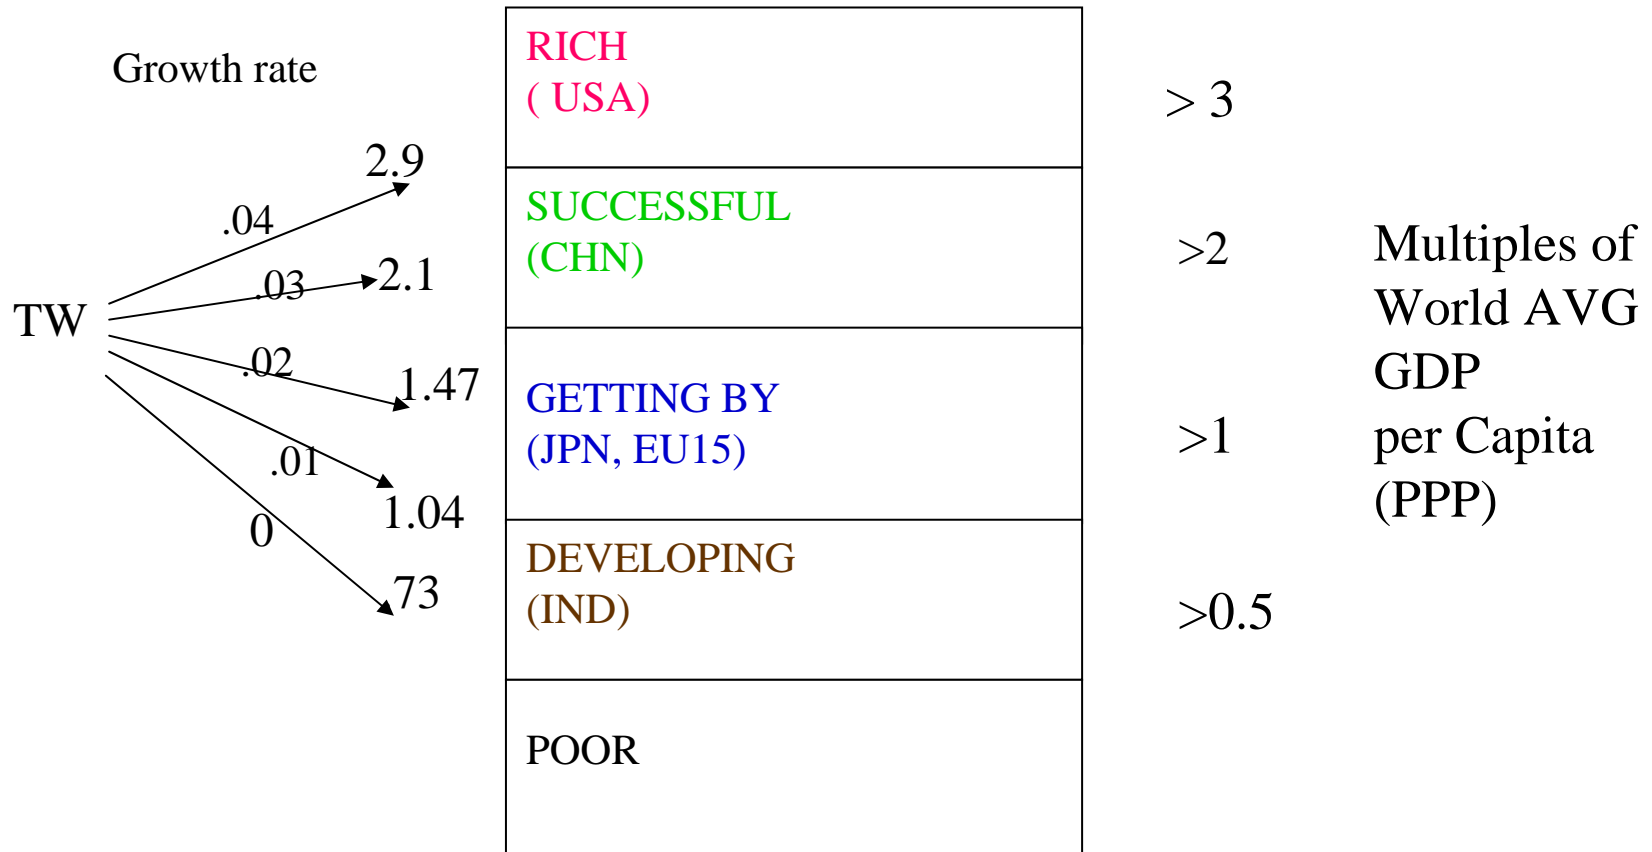 Growth rate
TW
.04
2.9
.03
2.1
.02
1.47
.01
1.04
0
73
RICH
( USA)
SUCCESSFUL
(CHN)
GETTING BY
(JPN, EU15)
DEVELOPING
(IND)
POOR
> 3
>2
>1
>0.5
Multiples of
World AVG
GDP
per Capita
(PPP)